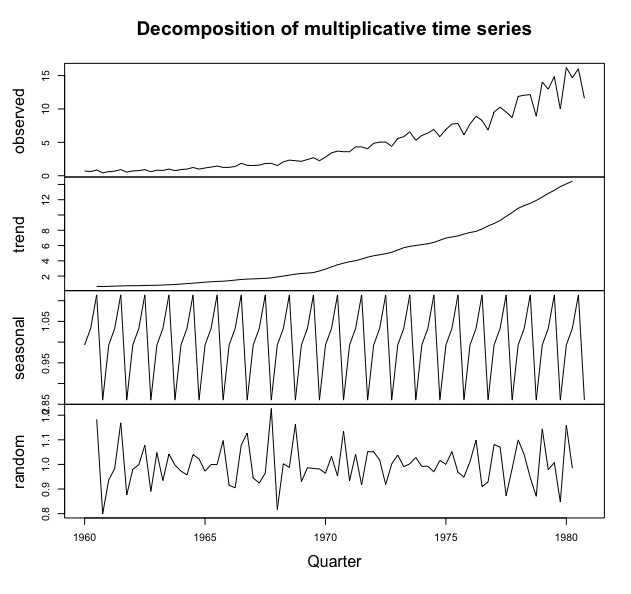 Decomposition of multiplicative time series
observed
0 5 10 15
trend
2 4 6 8 12
seasonal
0.85 0.95 1.05
random
0.8 0.9 1.0 1.1 1.2
1960 1965 1970 1975 1980
Quarter